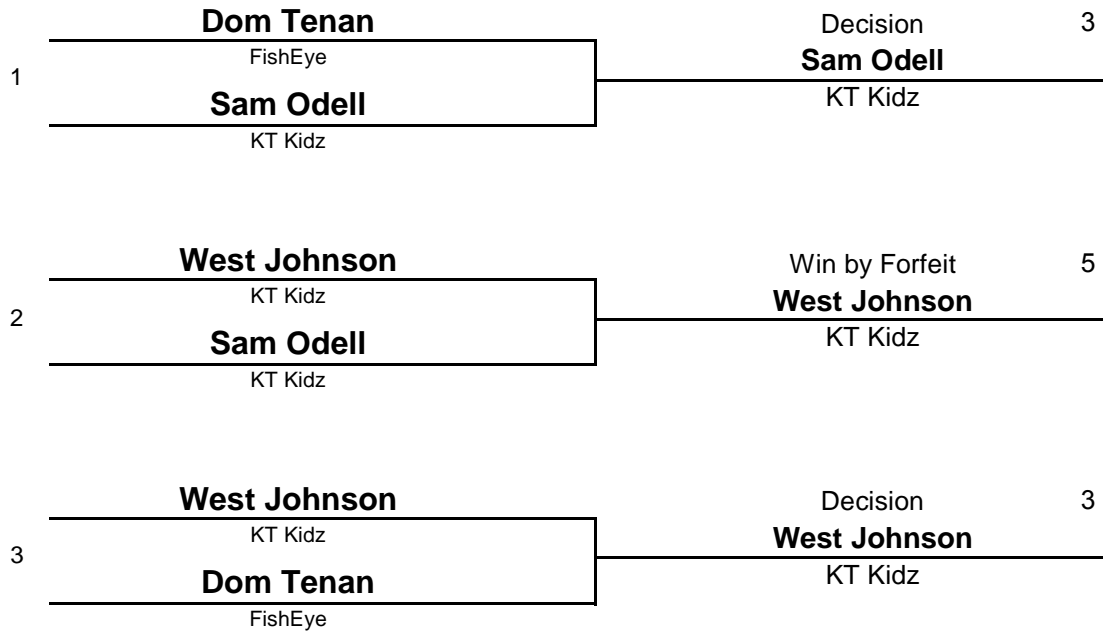 Dom Tenan
FishEye
1
Sam Odell
KT Kidz
Decision 3
Sam Odell
KT Kidz
West Johnson
KT Kidz
2
Sam Odell
KT Kidz
Win by Forfeit 5
West Johnson
KT Kidz
West Johnson
KT Kidz
3
Dom Tenan
FishEye
Decision 3
West Johnson
KT Kidz